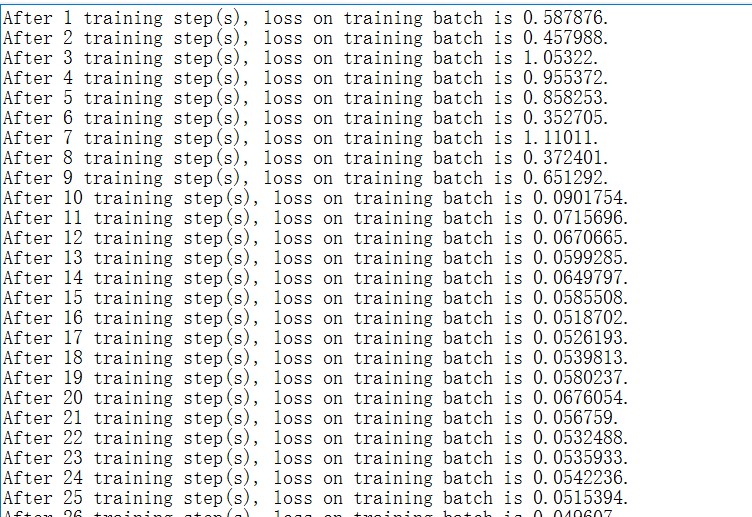 After 1 training step(s), loss on training batch is 0.587876.
After 2 training step(s), loss on training batch is 0.457988.
After 3 training step(s), loss on training batch is 1.05322.
After 4 training step(s), loss on training batch is 0.955372.
After 5 training step(s), loss on training batch is 0.858253.
After 6 training step(s), loss on training batch is 0.352705.
After 7 training step(s), loss on training batch is 1.11011.
After 8 training step(s), loss on training batch is 0.372401.
After 9 training step(s), loss on training batch is 0.651292.
After 10 training step(s), loss on training batch is 0.0901754.
After 11 training step(s), loss on training batch is 0.0715696.
After 12 training step(s), loss on training batch is 0.0670665.
After 13 training step(s), loss on training batch is 0.0599285.
After 14 training step(s), loss on training batch is 0.0649797.
After 15 training step(s), loss on training batch is 0.0585508.
After 16 training step(s), loss on training batch is 0.0518702.
After 17 training step(s), loss on training batch is 0.0526193.
After 18 training step(s), loss on training batch is 0.0539813.
After 19 training step(s), loss on training batch is 0.0580237.
After 20 training step(s), loss on training batch is 0.0676054.
After 21 training step(s), loss on training batch is 0.056759.
After 22 training step(s), loss on training batch is 0.0532488.
After 23 training step(s), loss on training batch is 0.0535933.
After 24 training step(s), loss on training batch is 0.0542236.
After 25 training step(s), loss on training batch is 0.0515394.
After 26 training step(s), loss on training batch is